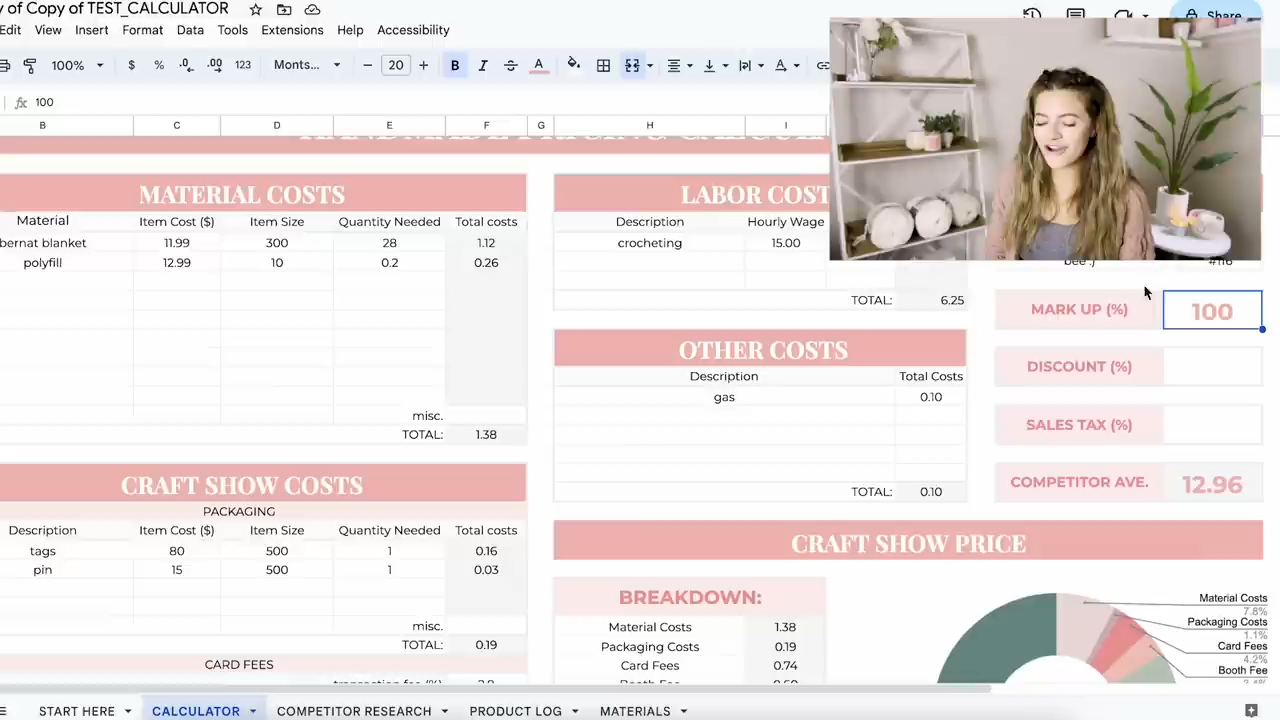 y of Copy of TEST_CALCULATOR
Share
Edit View Insert Format Data Tools Extensions Help Accessibility
100% $ % .0 .00 123 Monts... − 20 + B I S A A
fx 100
B C D E F G H I
MATERIAL COSTS
Material Item Cost ($) Item Size Quantity Needed Total costs
bernat blanket 11.99 300 28 1.12
polyfill 12.99 10 0.2 0.26
misc.
TOTAL: 1.38
CRAFT SHOW COSTS
PACKAGING
Description Item Cost ($) Item Size Quantity Needed Total costs
tags 80 500 1 0.16
pin 15 500 1 0.03
misc.
TOTAL: 0.19
CARD FEES
transaction fee (%)
LABOR COST
Description Hourly Wage
crocheting 15.00
TOTAL: 6.25
OTHER COSTS
Description Total Costs
gas 0.10
TOTAL: 0.10
bee :)
MARK UP (%) 100
DISCOUNT (%)
SALES TAX (%)
COMPETITOR AVE. 12.96
CRAFT SHOW PRICE
BREAKDOWN:
Material Costs 1.38
Packaging Costs 0.19
Card Fees 0.74
Booth Fee
Material Costs
7.8%
Packaging Costs
1.1%
Card Fees
4.2%
Booth Fee
3.4%
START HERE CALCULATOR COMPETITOR RESEARCH PRODUCT LOG MATERIALS